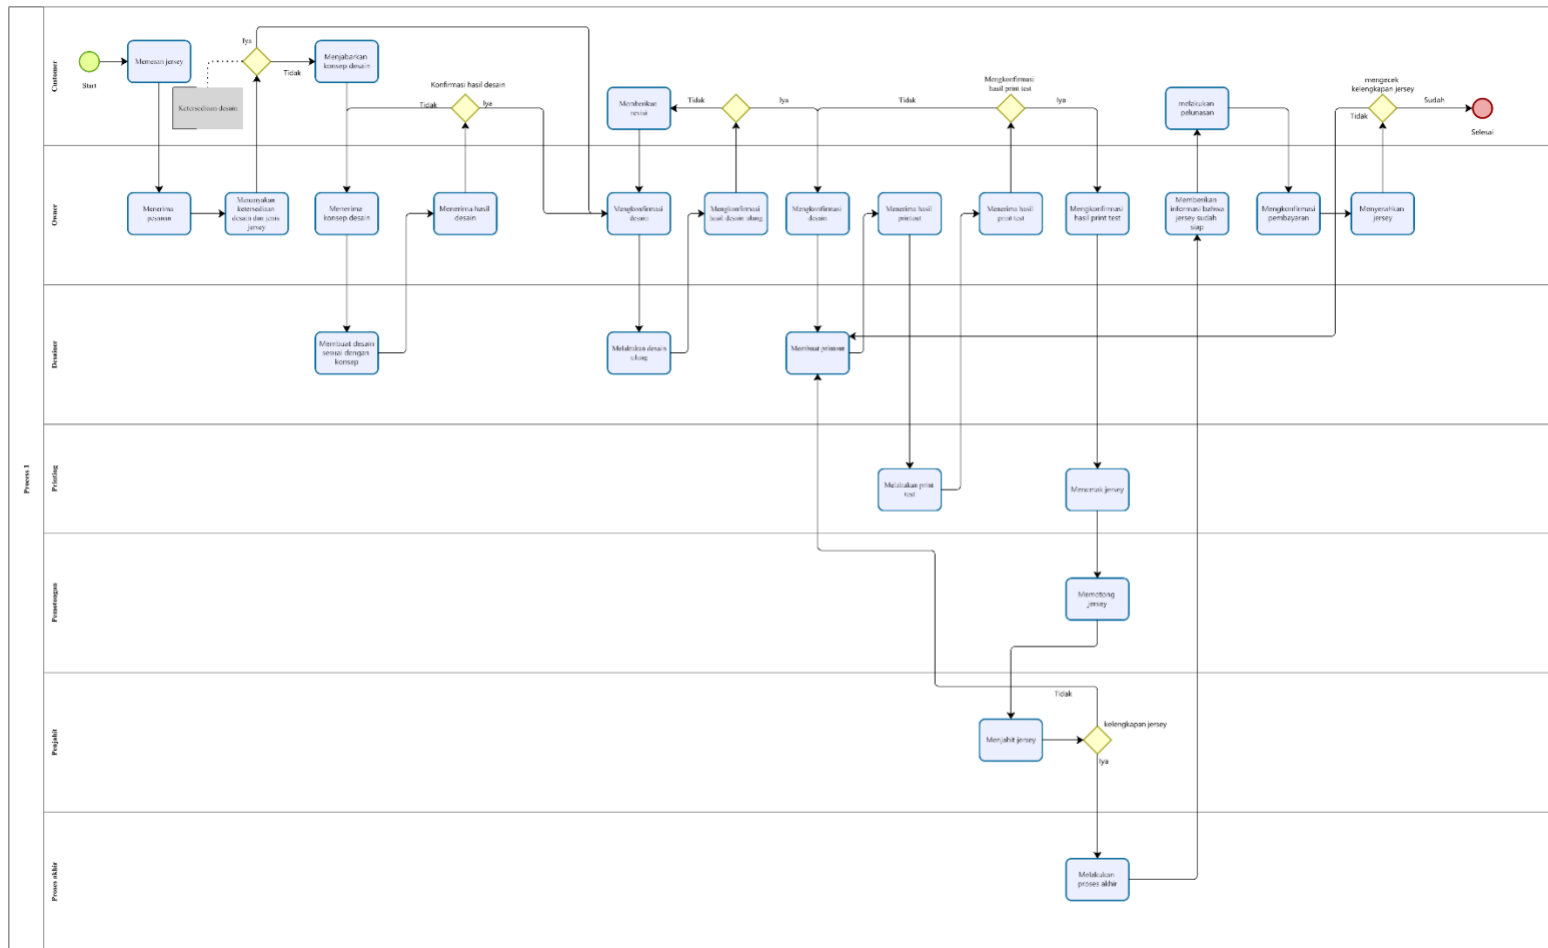 Process 1
Customer
Start
Memesan jersey
Ketersediaan desain
Iya
Tidak
Menjabarkan
konsep desain
Konfirmasi hasil desain
Tidak
Iya
Memberikan
revisi
Tidak
Iya
Tidak
Mengkonfirmasi
hasil print test
Iya
melakukan
pelunasan
mengecek
kelengkapan jersey
Tidak
Sudah
Selesai
Owner
Menerima
pesanan
Menanyakan
ketersediaan
desain dan jenis
jersey
Menerima
konsep desain
Menerima hasil
desain
Mengkonfirmasi
desain
Mengkonfirmasi
hasil desain ulang
Mengkonfirmasi
desain
Menerima hasil
printout
Menerima hasil
print test
Mengkonfirmasi
hasil print test
Memberikan
informasi bahwa
jersey sudah
siap
Mengkonfirmasi
pembayaran
Menyerahkan
jersey
Desainer
Membuat desain
sesuai dengan
konsep
Melakukan desain
ulang
Membuat printout
Printing
Melakukan print
test
Mencetak jersey
Pemotongan
Memotong
jersey
Penjahit
Menjahit jersey
Tidak
kelengkapan jersey
Iya
Proses akhir
Melakukan
proses akhir